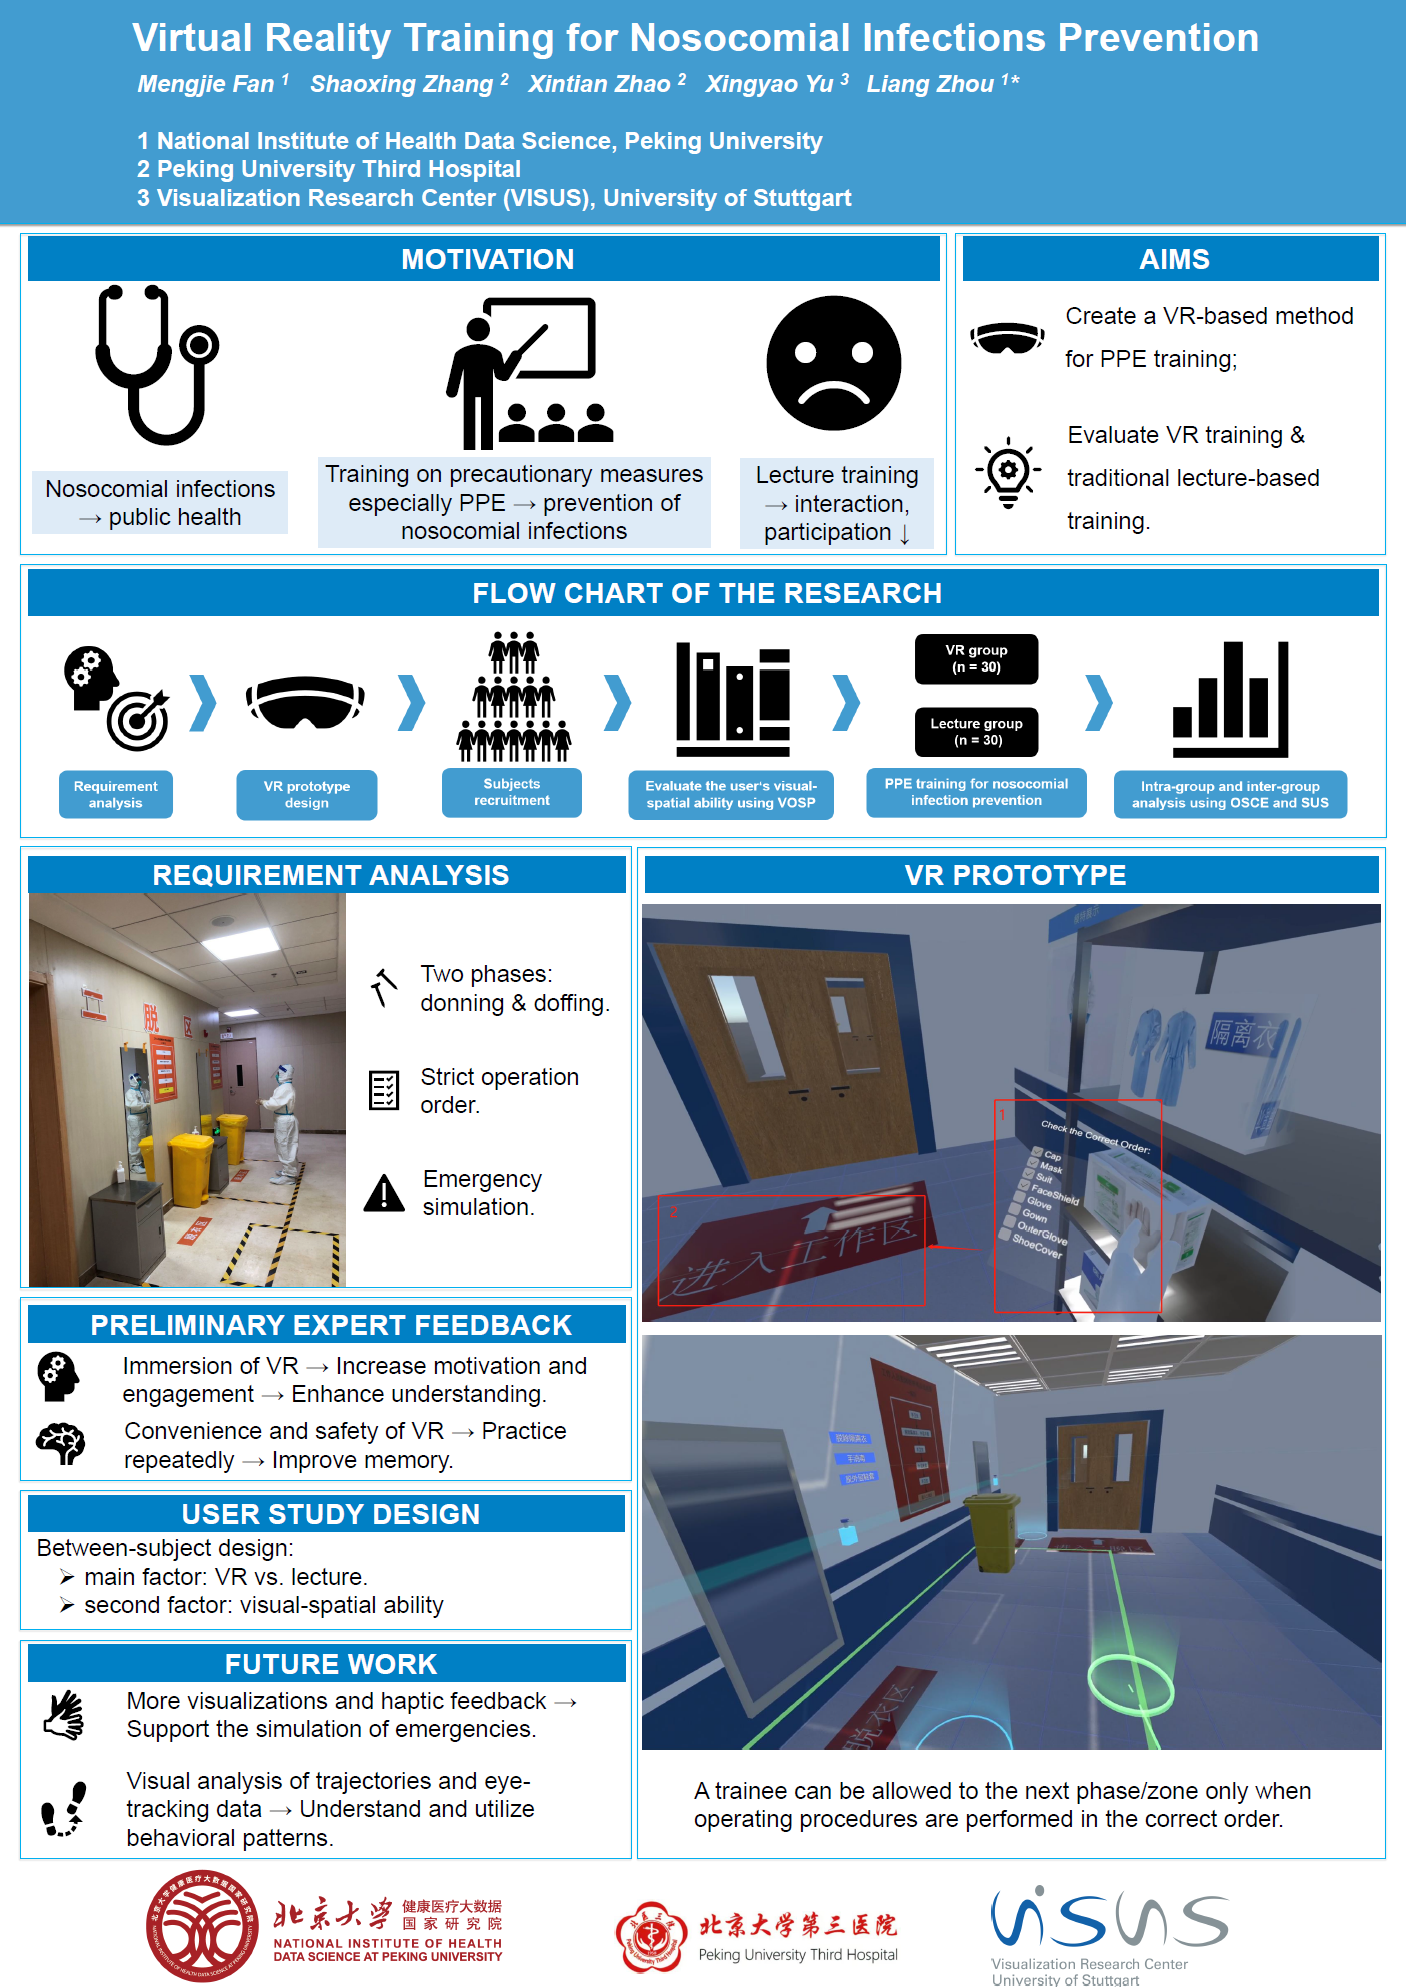 Virtual Reality Training for Nosocomial Infections Prevention
Mengjie Fan 1 Shaoxing Zhang 2 Xintian Zhao 2 Xingyao Yu 3 Liang Zhou 1*
1 National Institute of Health Data Science, Peking University
2 Peking University Third Hospital
3 Visualization Research Center (VISUS), University of Stuttgart
MOTIVATION
Nosocomial infections
→ public health
Training on precautionary measures
especially PPE → prevention of
nosocomial infections
Lecture training
→ interaction,
participation ↓
AIMS
Create a VR-based method
for PPE training;
Evaluate VR training &
traditional lecture-based
training.
FLOW CHART OF THE RESEARCH
Requirement
analysis
VR prototype
design
Subjects
recruitment
Evaluate the user's visual-
spatial ability using VOSP
VR group
(n = 30)
Lecture group
(n = 30)
PPE training for nosocomial
infection prevention
Intra-group and inter-group
analysis using OSCE and SUS
REQUIREMENT ANALYSIS
脱
区
Two phases:
donning & doffing.
Strict operation
order.
Emergency
simulation.
PRELIMINARY EXPERT FEEDBACK
Immersion of VR → Increase motivation and
engagement → Enhance understanding.
Convenience and safety of VR → Practice
repeatedly → Improve memory.
USER STUDY DESIGN
Between-subject design:
➢ main factor: VR vs. lecture.
➢ second factor: visual-spatial ability
FUTURE WORK
More visualizations and haptic feedback →
Support the simulation of emergencies.
Visual analysis of trajectories and eye-
tracking data → Understand and utilize
behavioral patterns.
VR PROTOTYPE
隔离衣
1
Check the Correct Order:
Cap
Mask
Suit
FaceShield
Glove
Gown
OuterGlove
ShoeCover
2
进入工作区
脱衣区
A trainee can be allowed to the next phase/zone only when
operating procedures are performed in the correct order.
北京大学 健康医疗大数据
国家研究院
NATIONAL INSTITUTE OF HEALTH
DATA SCIENCE AT PEKING UNIVERSITY
北京大学第三医院
Peking University Third Hospital
visus
Visualization Research Center
University of Stuttgart